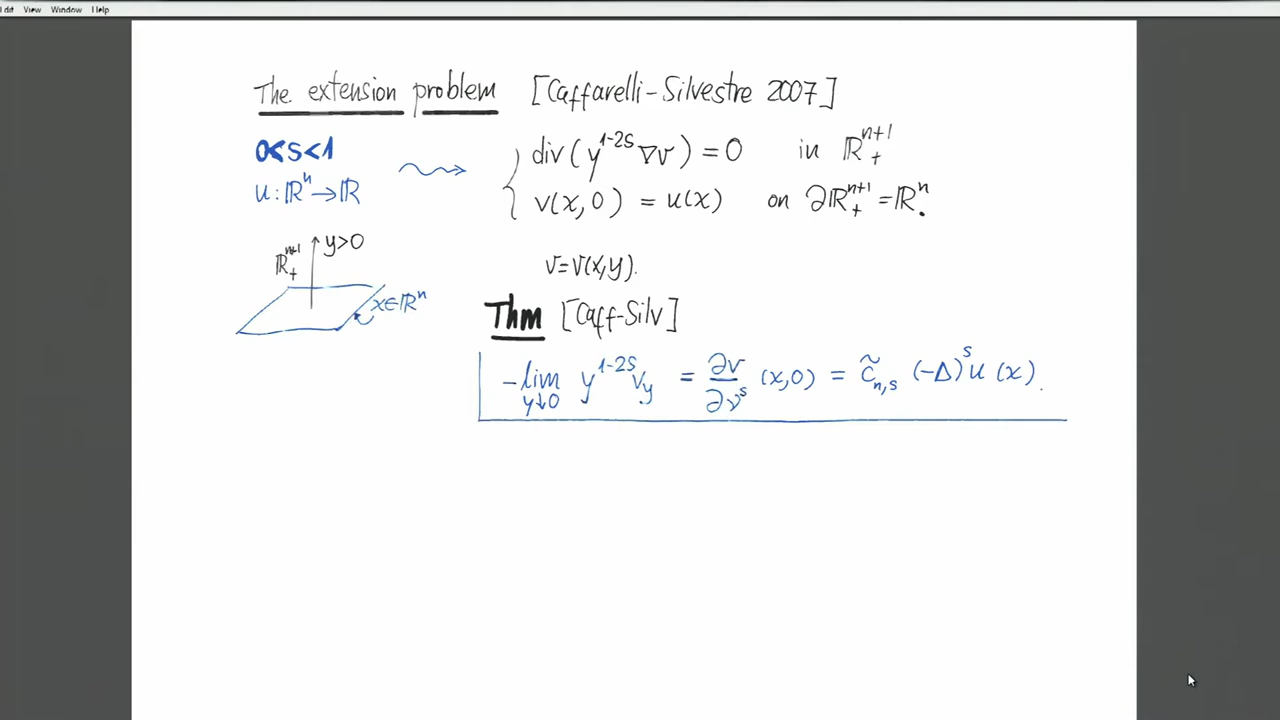 Edit View Window Help
The extension problem [Caffarelli-Silvestre 2007]
0<s<1
u: ℝⁿ→ℝ
div(y^{1-2s}∇v) = 0 in ℝ^{n+1}_+
v(x,0) = u(x) on ∂ℝ^{n+1}_+ = ℝⁿ.
ℝ^{n+1}_+ y>0
x∈ℝⁿ
v=v(x,y).
Thm [Caff-Silv]
-lim_{y↓0} y^{1-2s} v_y = ∂v/∂ν^s (x,0) = C̃_{n,s} (-Δ)^s u(x).